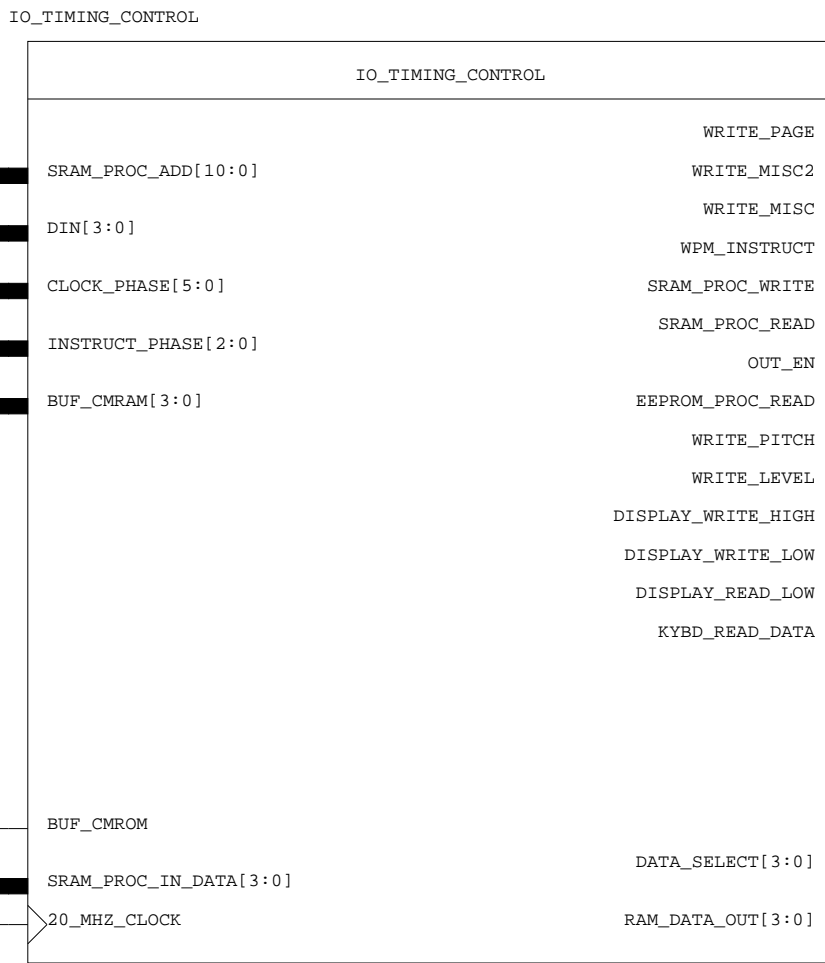 IO_TIMING_CONTROL
IO_TIMING_CONTROL
WRITE_PAGE
SRAM_PROC_ADD[10:0]
WRITE_MISC2
WRITE_MISC
DIN[3:0]
WPM_INSTRUCT
CLOCK_PHASE[5:0]
SRAM_PROC_WRITE
SRAM_PROC_READ
INSTRUCT_PHASE[2:0]
OUT_EN
BUF_CMRAM[3:0]
EEPROM_PROC_READ
WRITE_PITCH
WRITE_LEVEL
DISPLAY_WRITE_HIGH
DISPLAY_WRITE_LOW
DISPLAY_READ_LOW
KYBD_READ_DATA
BUF_CMROM
DATA_SELECT[3:0]
SRAM_PROC_IN_DATA[3:0]
20_MHZ_CLOCK
RAM_DATA_OUT[3:0]